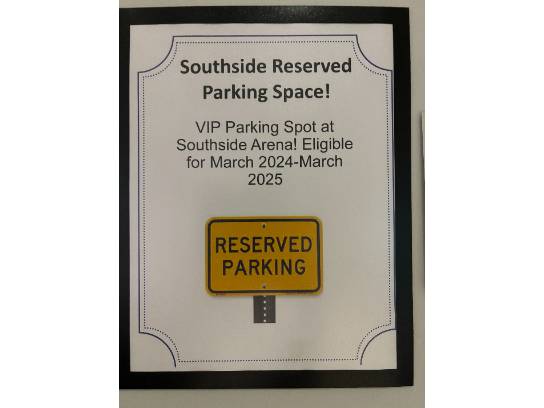 Southside Reserved
Parking Space!
VIP Parking Spot at
Southside Arena! Eligible
for March 2024-March
2025
RESERVED
PARKING